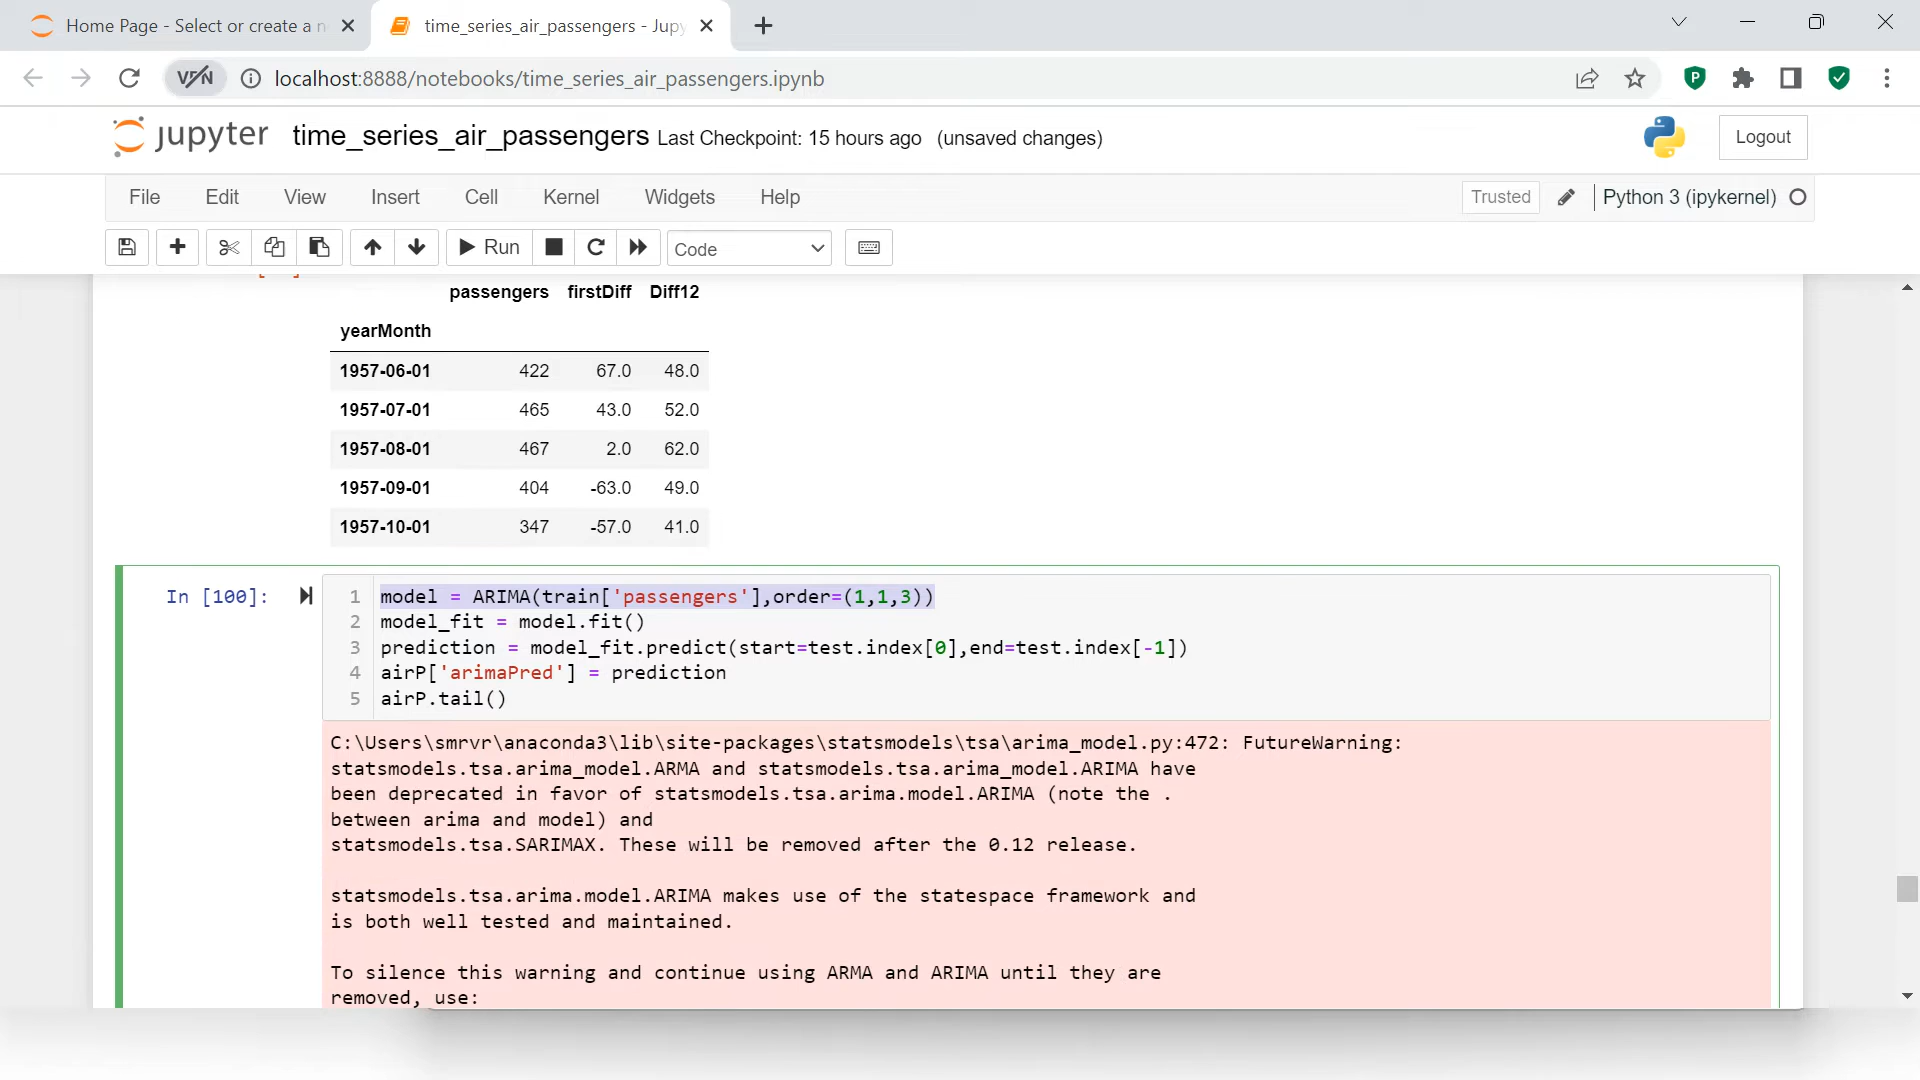 Home Page - Select or create a n
time_series_air_passengers - Jupy
VPN
localhost:8888/notebooks/time_series_air_passengers.ipynb
P
jupyter time_series_air_passengers Last Checkpoint: 15 hours ago (unsaved changes)
Logout
File Edit View Insert Cell Kernel Widgets Help
Trusted
Python 3 (ipykernel)
Run
Code
passengers firstDiff Diff12
yearMonth
1957-06-01 422 67.0 48.0
1957-07-01 465 43.0 52.0
1957-08-01 467 2.0 62.0
1957-09-01 404 -63.0 49.0
1957-10-01 347 -57.0 41.0
In [100]:
1 model = ARIMA(train['passengers'],order=(1,1,3))
2 model_fit = model.fit()
3 prediction = model_fit.predict(start=test.index[0],end=test.index[-1])
4 airP['arimaPred'] = prediction
5 airP.tail()
C:\Users\smrvr\anaconda3\lib\site-packages\statsmodels\tsa\arima_model.py:472: FutureWarning:
statsmodels.tsa.arima_model.ARMA and statsmodels.tsa.arima_model.ARIMA have
been deprecated in favor of statsmodels.tsa.arima.model.ARIMA (note the .
between arima and model) and
statsmodels.tsa.SARIMAX. These will be removed after the 0.12 release.
statsmodels.tsa.arima.model.ARIMA makes use of the statespace framework and
is both well tested and maintained.
To silence this warning and continue using ARMA and ARIMA until they are
removed, use: